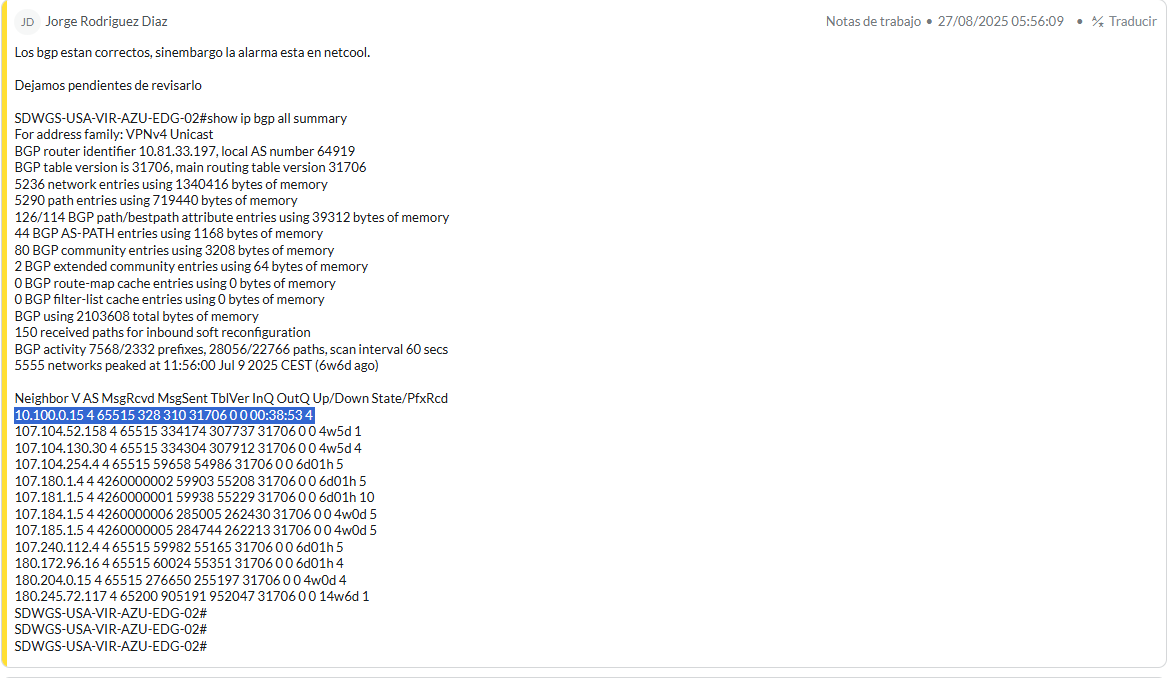 JD Jorge Rodriguez Diaz Notas de trabajo • 27/08/2025 05:56:09 • Traducir
Los bgp estan correctos, sinembargo la alarma esta en netcool.
Dejamos pendientes de revisarlo
SDWGS-USA-VIR-AZU-EDG-02#show ip bgp all summary
For address family: VPNv4 Unicast
BGP router identifier 10.81.33.197, local AS number 64919
BGP table version is 31706, main routing table version 31706
5236 network entries using 1340416 bytes of memory
5290 path entries using 719440 bytes of memory
126/114 BGP path/bestpath attribute entries using 39312 bytes of memory
44 BGP AS-PATH entries using 1168 bytes of memory
80 BGP community entries using 3208 bytes of memory
2 BGP extended community entries using 64 bytes of memory
0 BGP route-map cache entries using 0 bytes of memory
0 BGP filter-list cache entries using 0 bytes of memory
BGP using 2103608 total bytes of memory
150 received paths for inbound soft reconfiguration
BGP activity 7568/2332 prefixes, 28056/22766 paths, scan interval 60 secs
5555 networks peaked at 11:56:00 Jul 9 2025 CEST (6w6d ago)
Neighbor V AS MsgRcvd MsgSent TblVer InQ OutQ Up/Down State/PfxRcd
10.100.0.15 4 65515 328 310 31706 0 0 00:38:53 4
107.104.52.158 4 65515 334174 307737 31706 0 0 4w5d 1
107.104.130.30 4 65515 334304 307912 31706 0 0 4w5d 4
107.104.254.4 4 65515 59658 54986 31706 0 0 6d01h 5
107.180.1.4 4 4260000002 59903 55208 31706 0 0 6d01h 5
107.181.1.5 4 4260000001 59938 55229 31706 0 0 6d01h 10
107.184.1.5 4 4260000006 285005 262430 31706 0 0 4w0d 5
107.185.1.5 4 4260000005 284744 262213 31706 0 0 4w0d 5
107.240.112.4 4 65515 59982 55165 31706 0 0 6d01h 5
180.172.96.16 4 65515 60024 55351 31706 0 0 6d01h 4
180.204.0.15 4 65515 276650 255197 31706 0 0 4w0d 4
180.245.72.117 4 65200 905191 952047 31706 0 0 14w6d 1
SDWGS-USA-VIR-AZU-EDG-02#
SDWGS-USA-VIR-AZU-EDG-02#
SDWGS-USA-VIR-AZU-EDG-02#